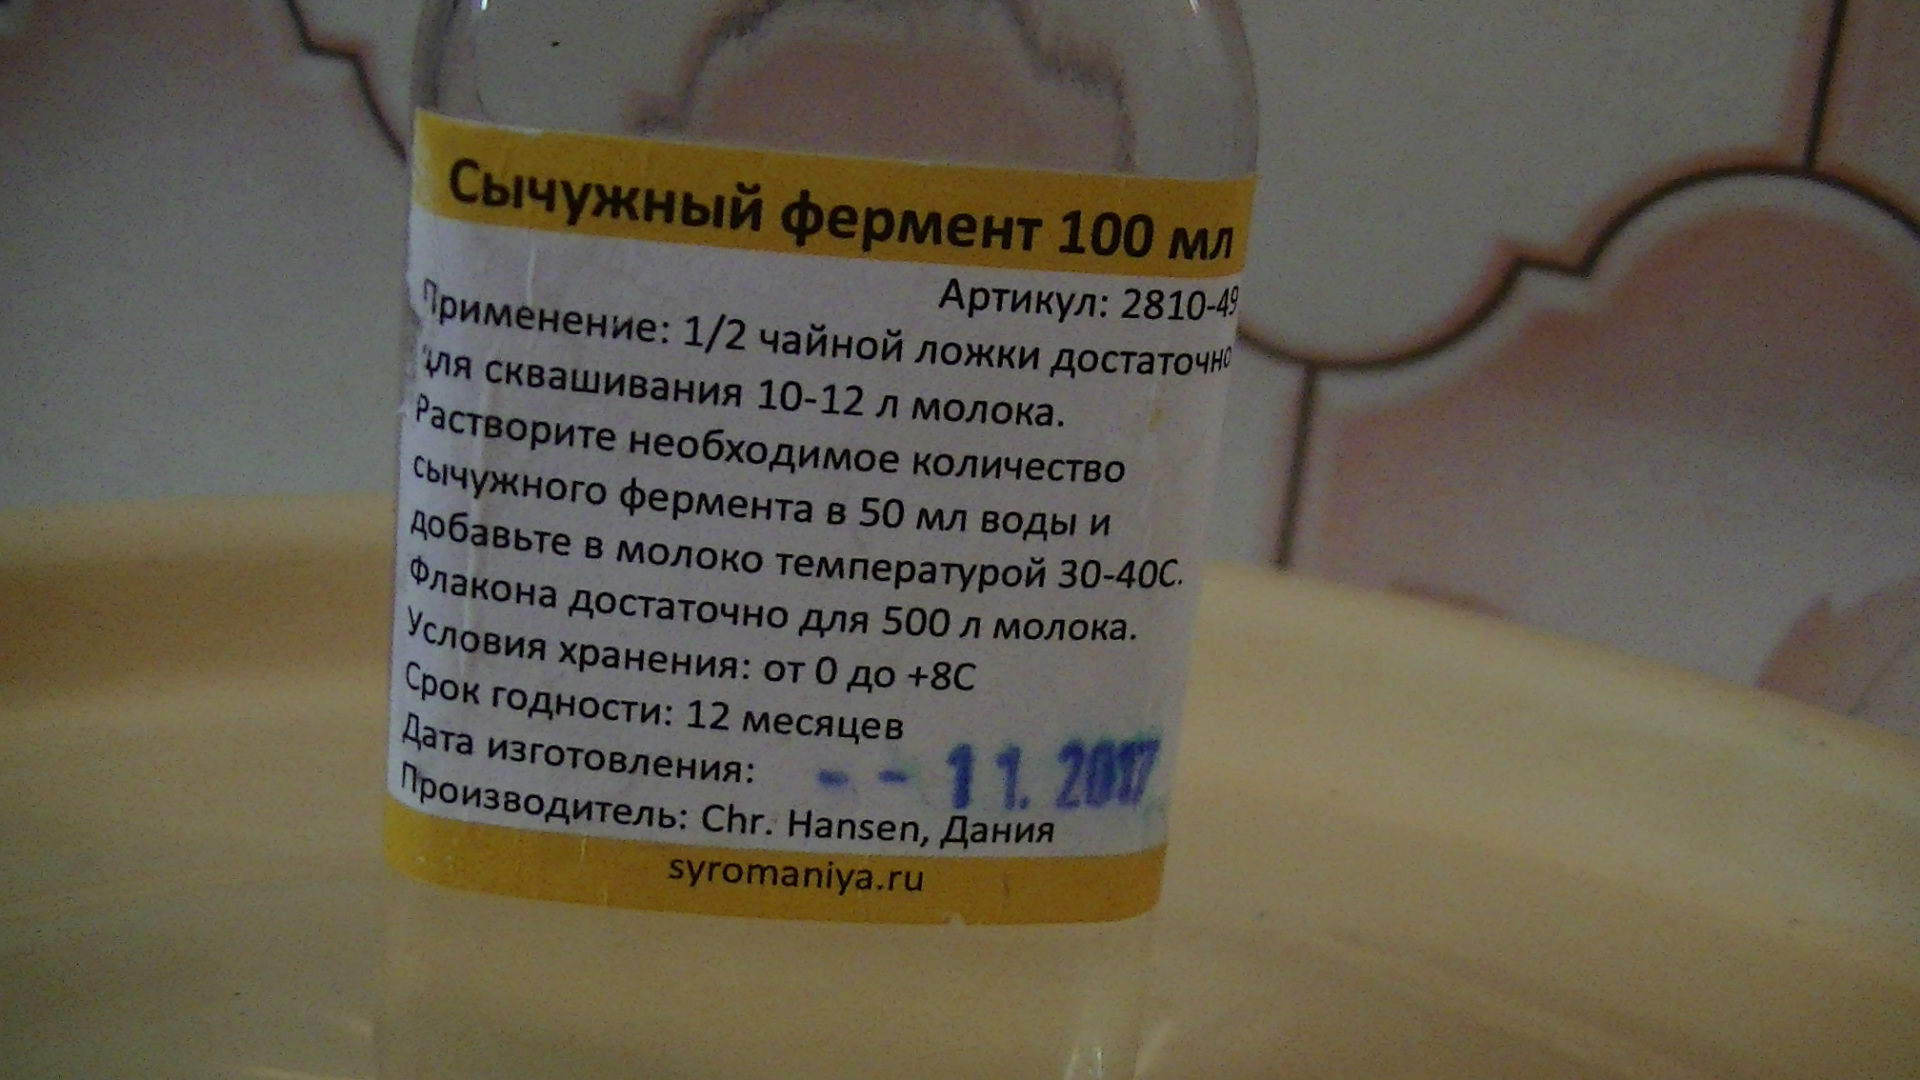 Сычужный фермент 100 мл
Артикул: 2810-49
Применение: 1/2 чайной ложки достаточно
для сквашивания 10-12 л молока.
Растворите необходимое количество
сычужного фермента в 50 мл воды и
добавьте в молоко температурой 30-40С.
Флакона достаточно для 500 л молока.
Условия хранения: от 0 до +8С
Срок годности: 12 месяцев
Дата изготовления: - - 11. 2017
Производитель: Chr. Hansen, Дания
syromaniya.ru